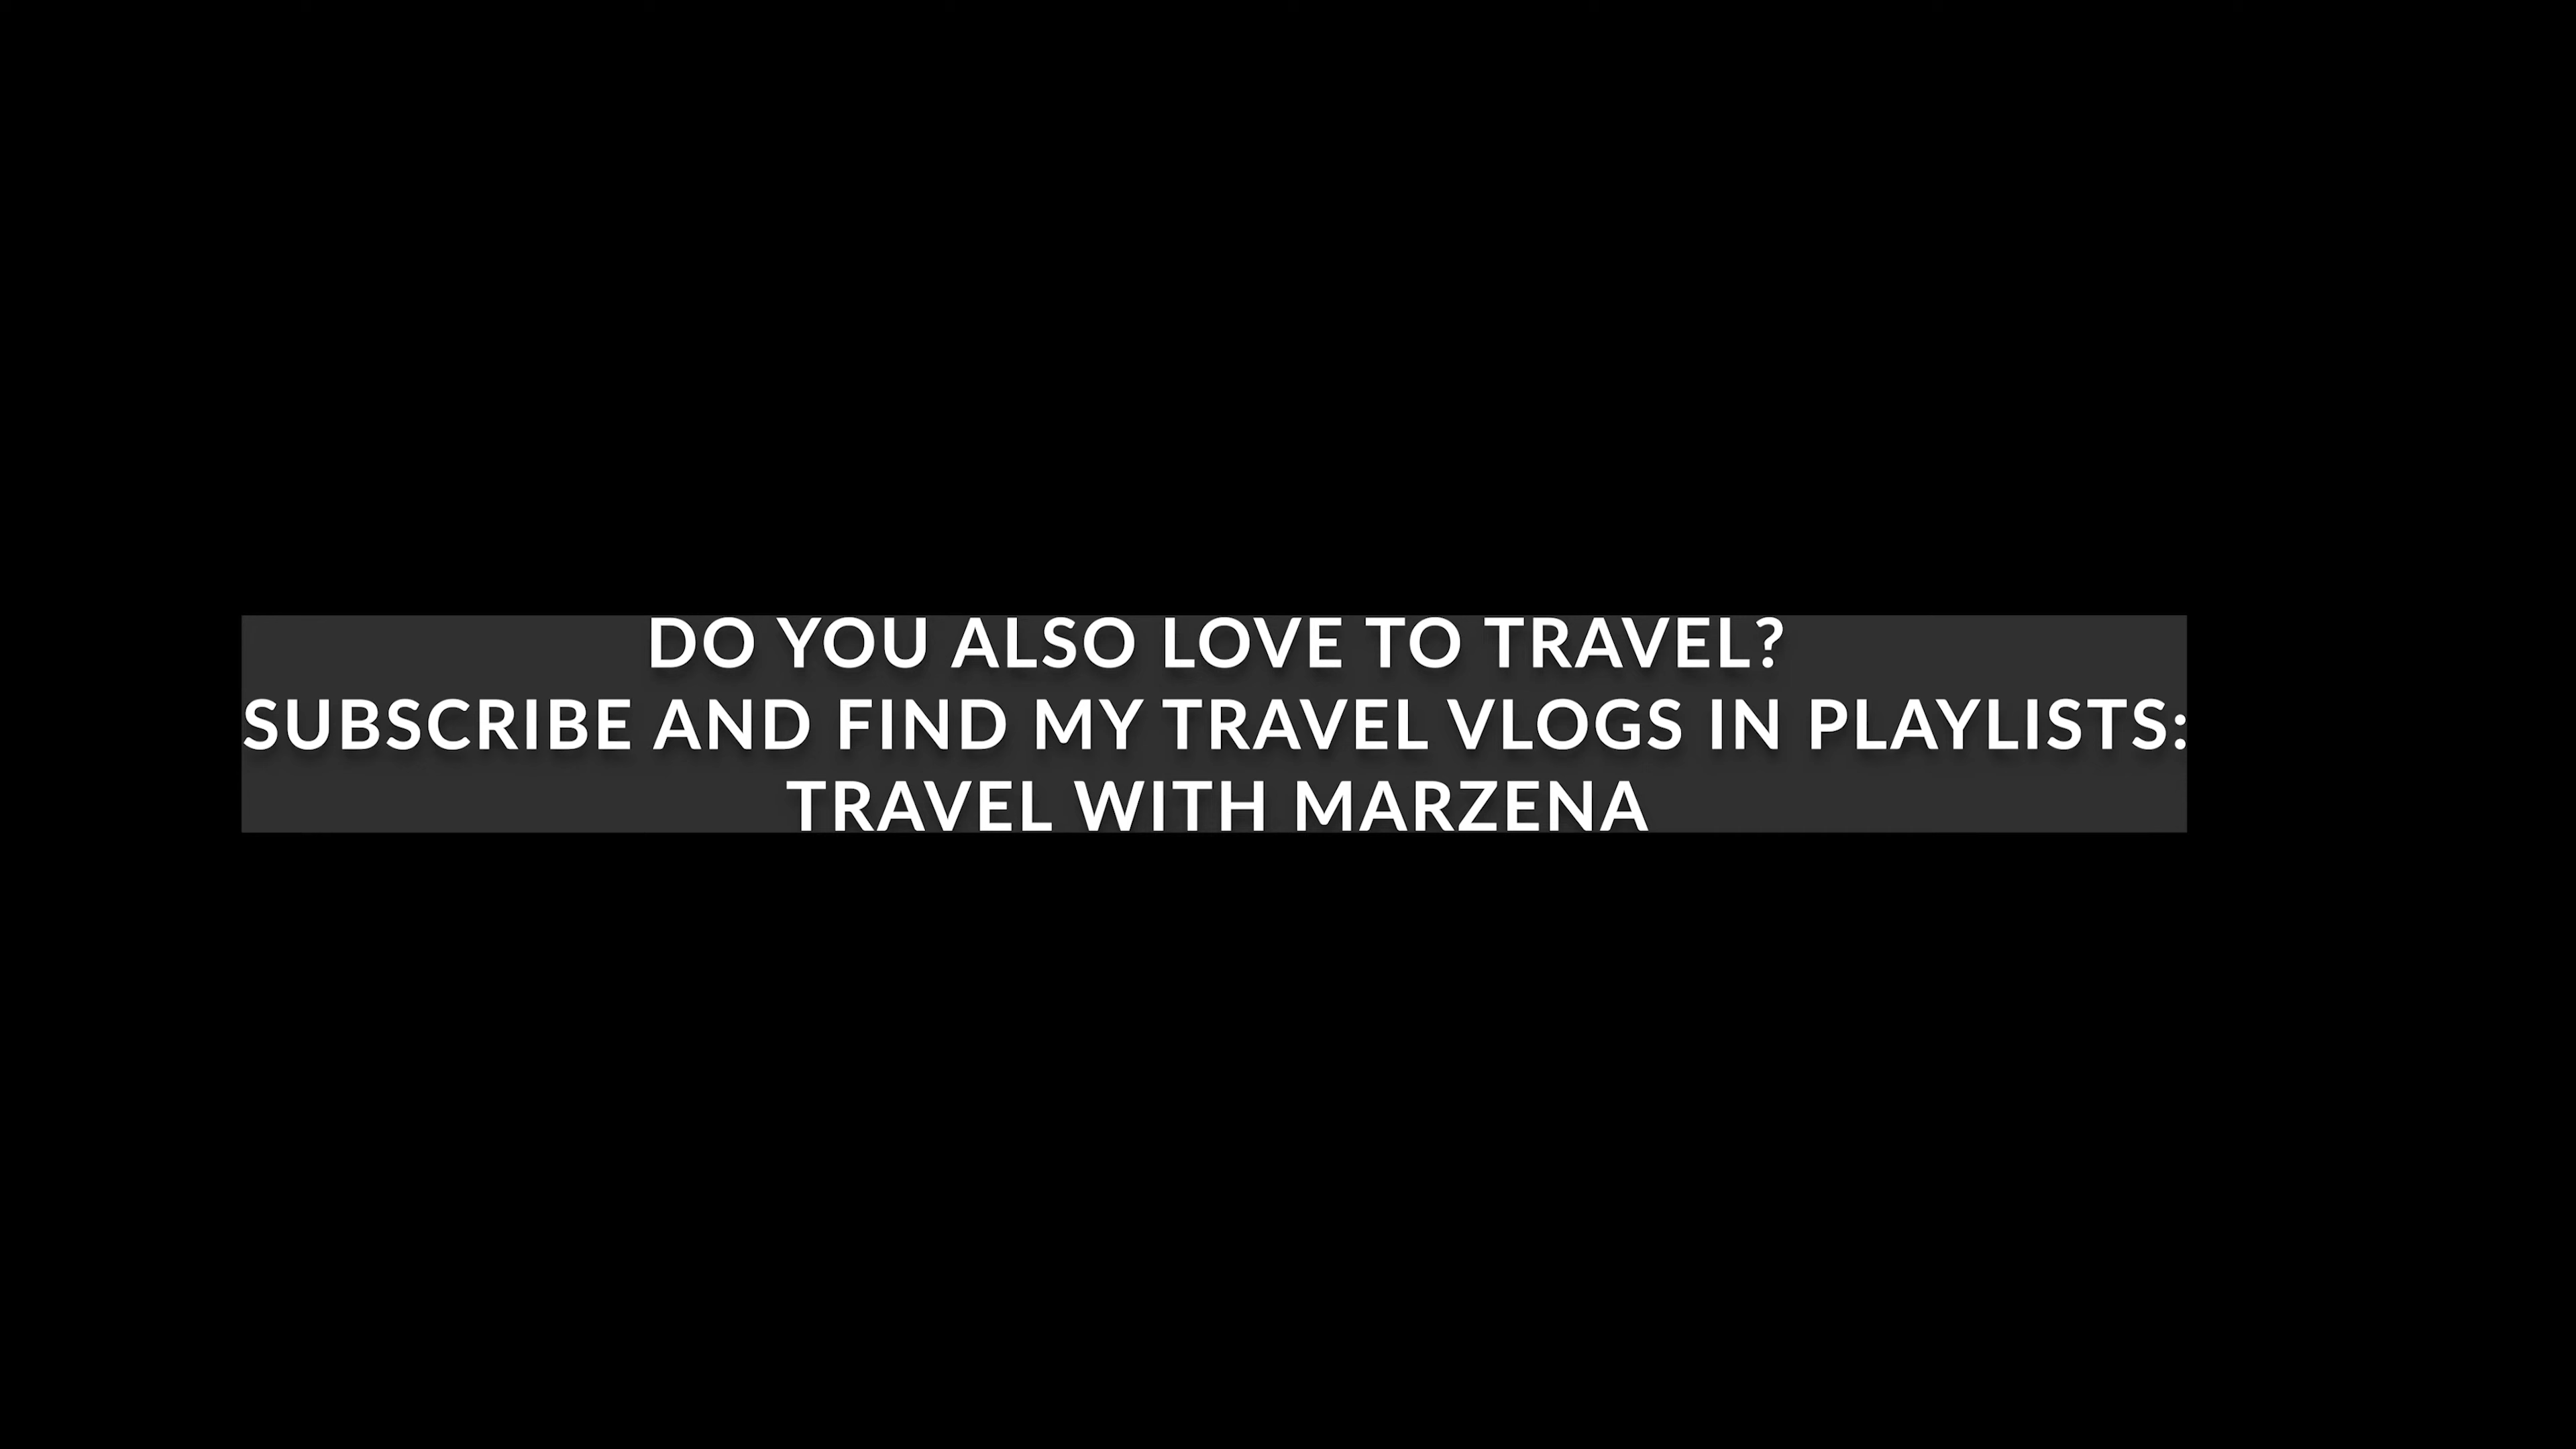 DO YOU ALSO LOVE TO TRAVEL?
SUBSCRIBE AND FIND MY TRAVEL VLOGS IN PLAYLISTS:
TRAVEL WITH MARZENA